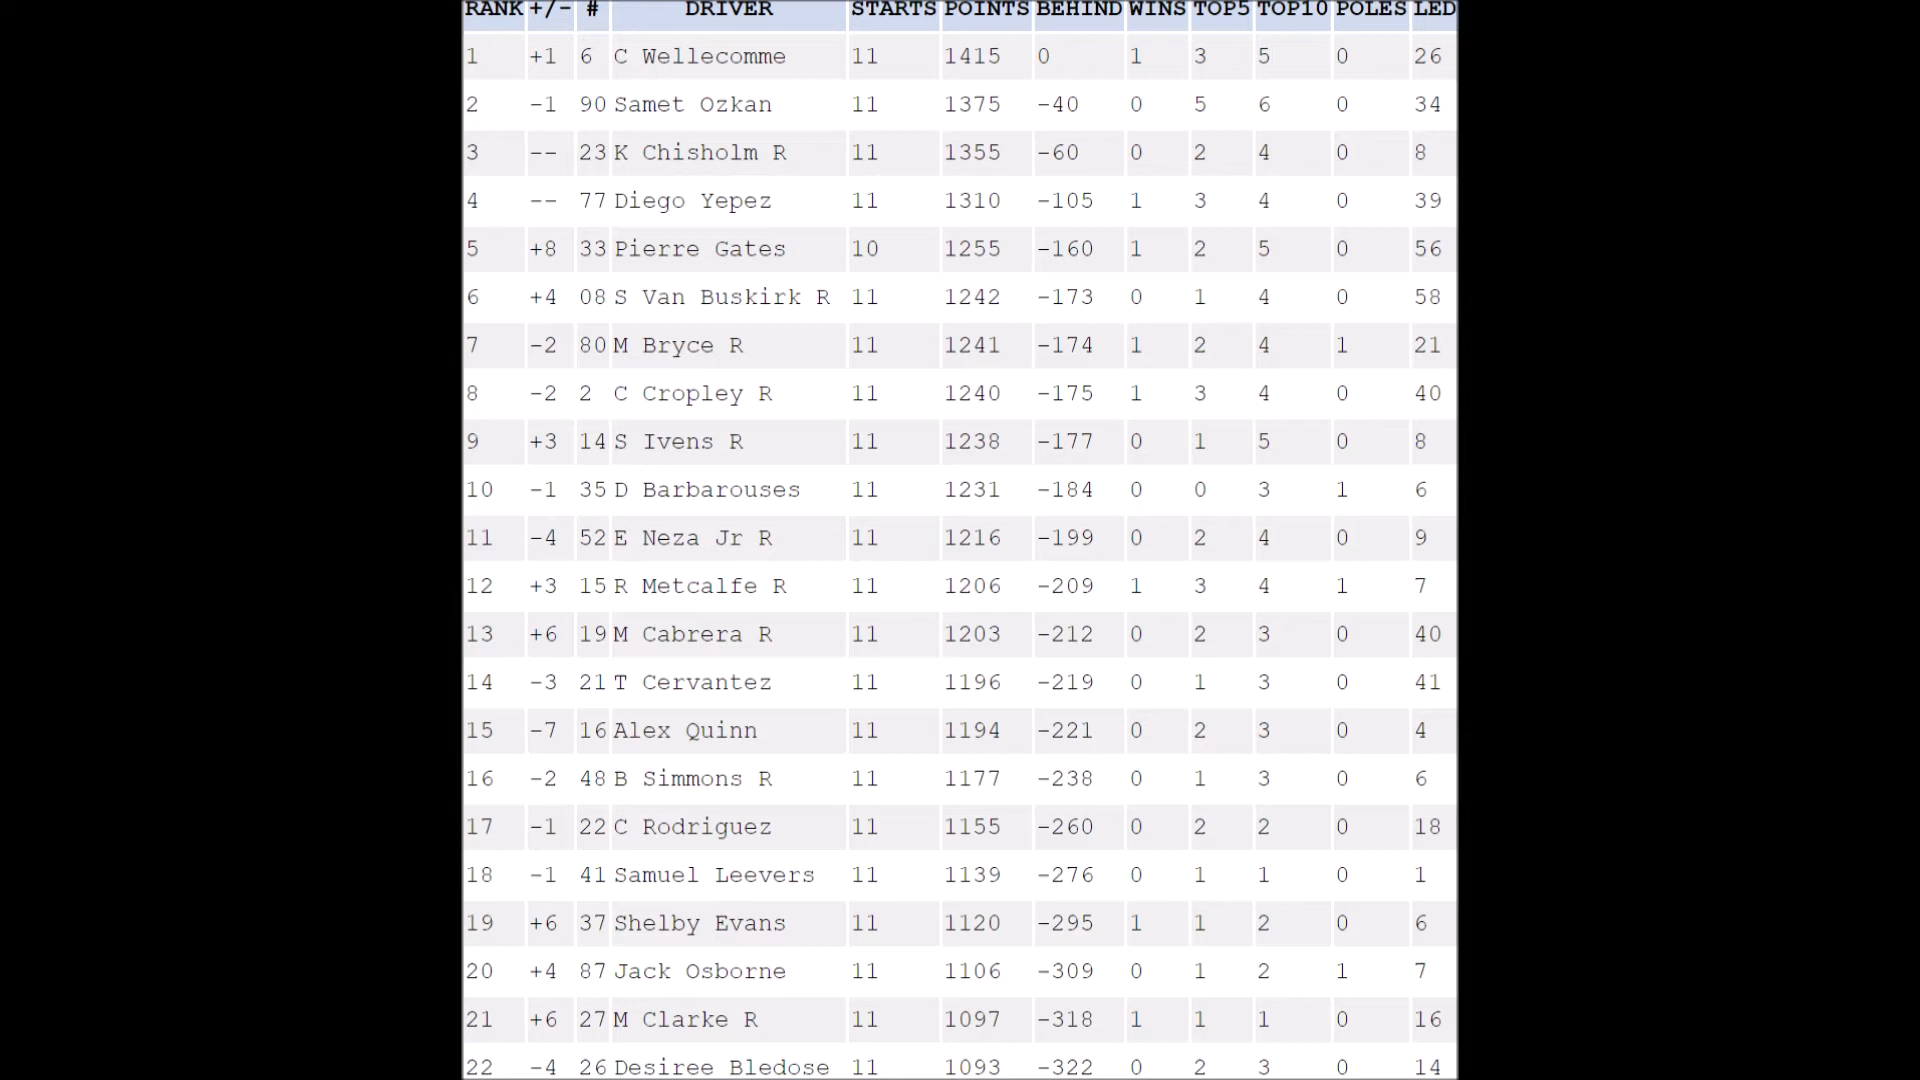 RANK +/- # DRIVER STARTS POINTS BEHIND WINS TOP5 TOP10 POLES LED
1 +1 6 C Wellecomme 11 1415 0 1 3 5 0 26
2 -1 90 Samet Ozkan 11 1375 -40 0 5 6 0 34
3 -- 23 K Chisholm R 11 1355 -60 0 2 4 0 8
4 -- 77 Diego Yepez 11 1310 -105 1 3 4 0 39
5 +8 33 Pierre Gates 10 1255 -160 1 2 5 0 56
6 +4 08 S Van Buskirk R 11 1242 -173 0 1 4 0 58
7 -2 80 M Bryce R 11 1241 -174 1 2 4 1 21
8 -2 2 C Cropley R 11 1240 -175 1 3 4 0 40
9 +3 14 S Ivens R 11 1238 -177 0 1 5 0 8
10 -1 35 D Barbarouses 11 1231 -184 0 0 3 1 6
11 -4 52 E Neza Jr R 11 1216 -199 0 2 4 0 9
12 +3 15 R Metcalfe R 11 1206 -209 1 3 4 1 7
13 +6 19 M Cabrera R 11 1203 -212 0 2 3 0 40
14 -3 21 T Cervantez 11 1196 -219 0 1 3 0 41
15 -7 16 Alex Quinn 11 1194 -221 0 2 3 0 4
16 -2 48 B Simmons R 11 1177 -238 0 1 3 0 6
17 -1 22 C Rodriguez 11 1155 -260 0 2 2 0 18
18 -1 41 Samuel Leevers 11 1139 -276 0 1 1 0 1
19 +6 37 Shelby Evans 11 1120 -295 1 1 2 0 6
20 +4 87 Jack Osborne 11 1106 -309 0 1 2 1 7
21 +6 27 M Clarke R 11 1097 -318 1 1 1 0 16
22 -4 26 Desiree Bledose 11 1093 -322 0 2 3 0 14